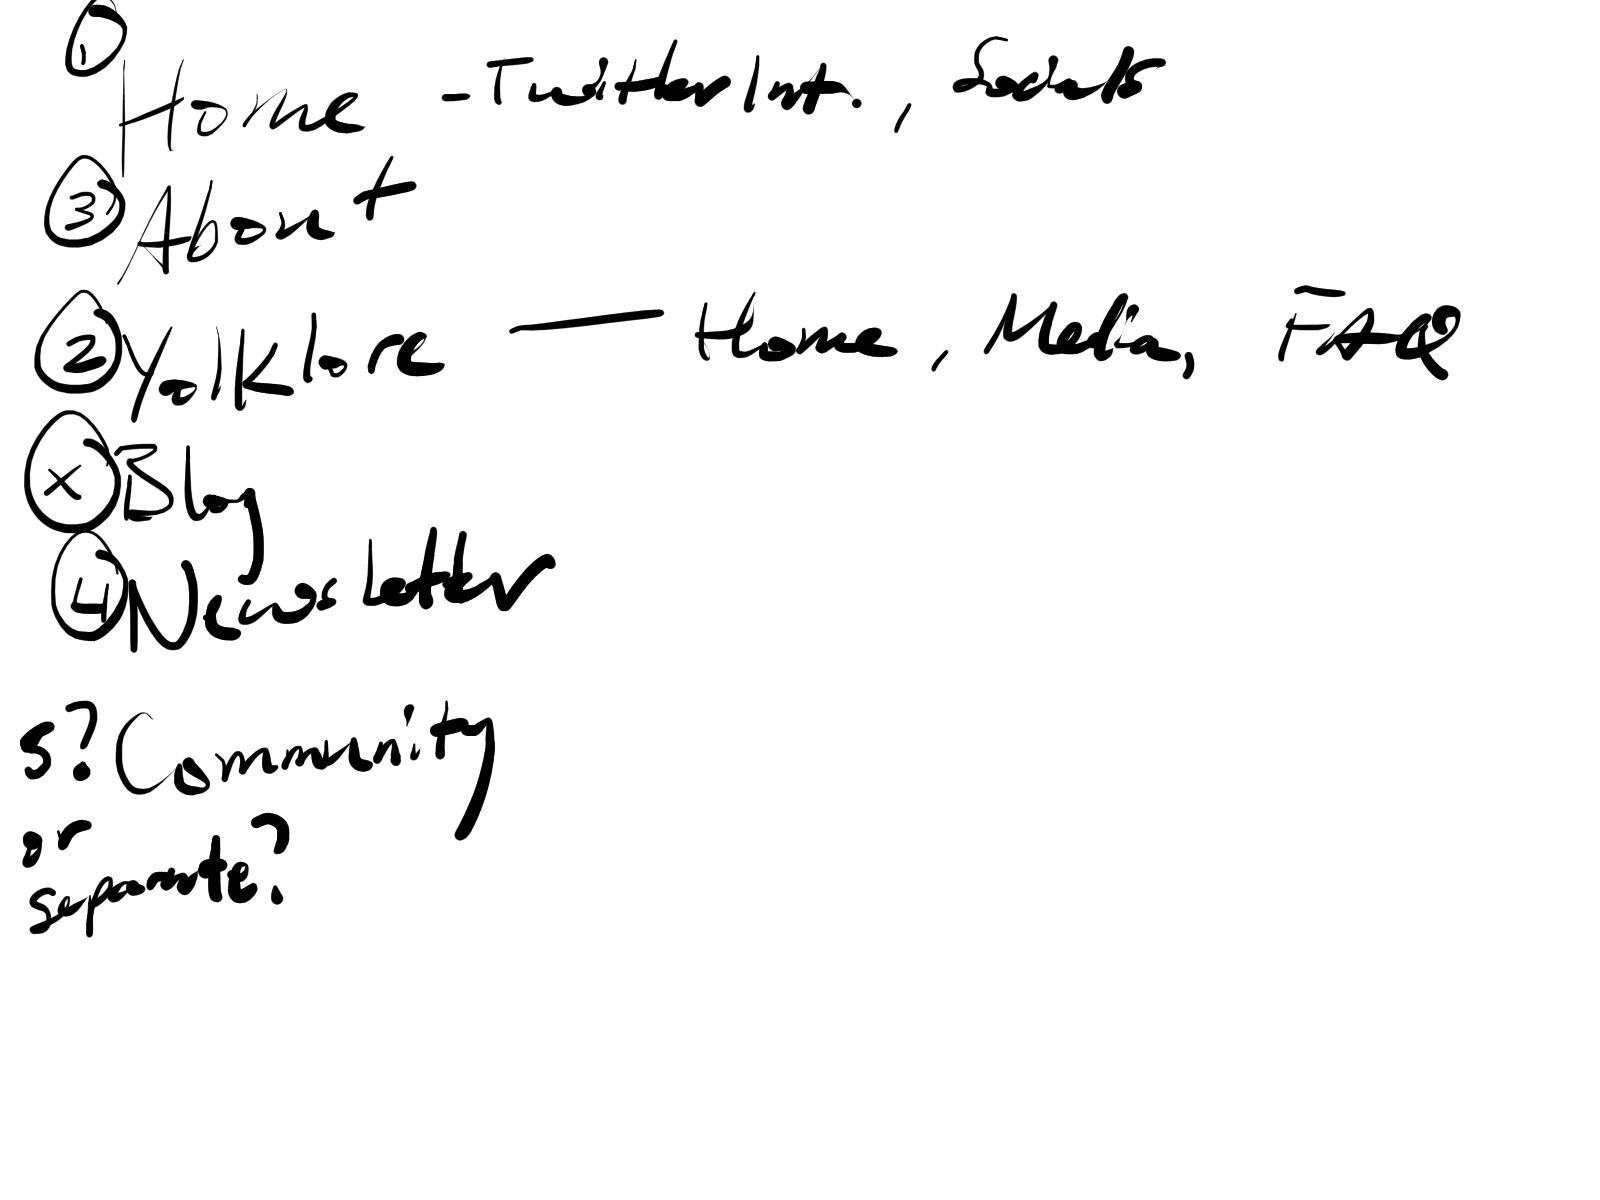 1 Home - Twitter Int., Socials
3 About
2 Yolklore — Home, Media, FAQ
X Blog
4 Newsletter
5? Community
or
separate?